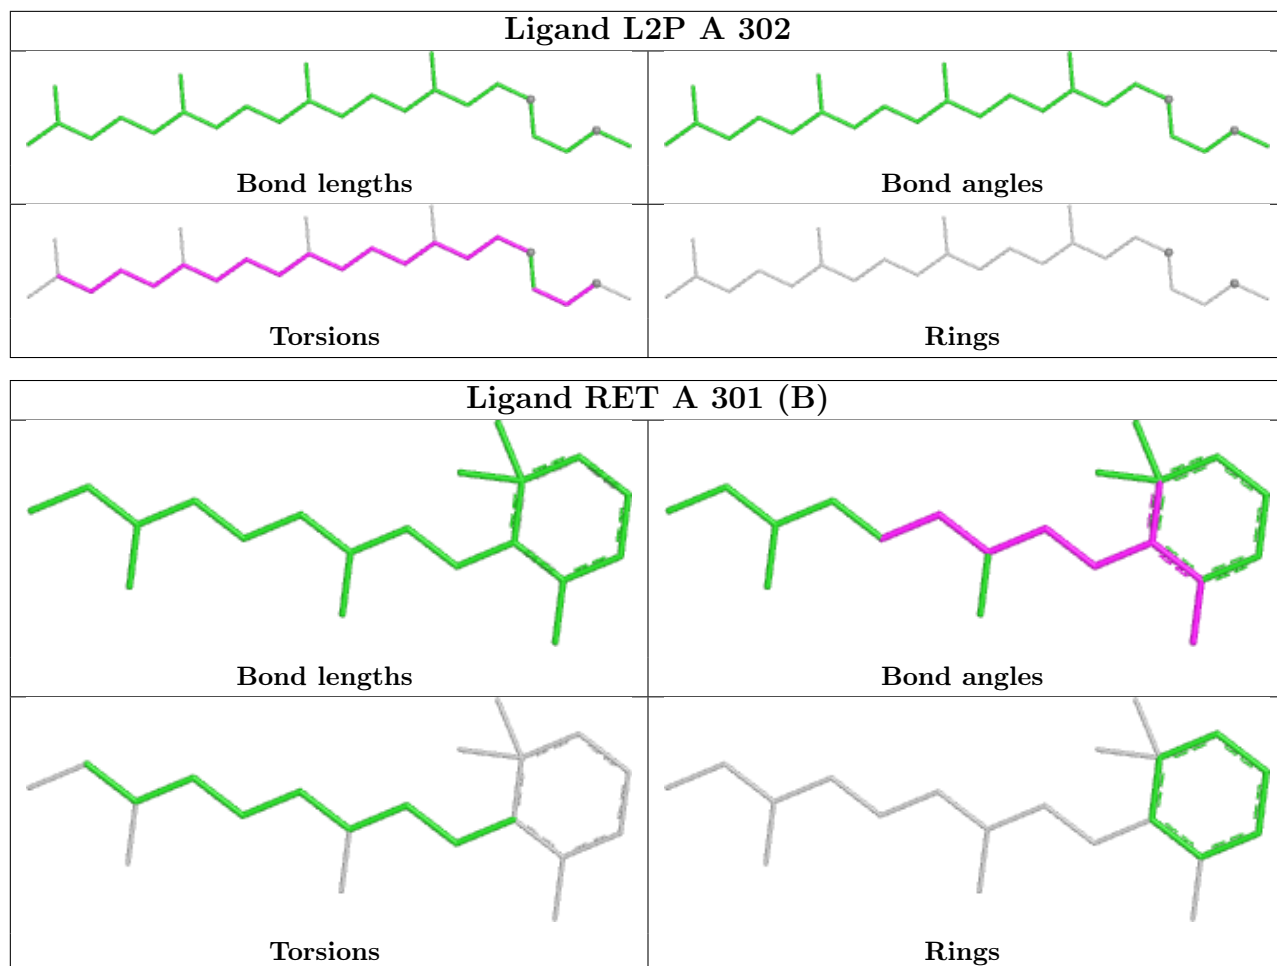 Ligand L2P A 302
Bond lengths
Bond angles
Torsions
Rings
Ligand RET A 301 (B)
Bond lengths
Bond angles
Torsions
Rings